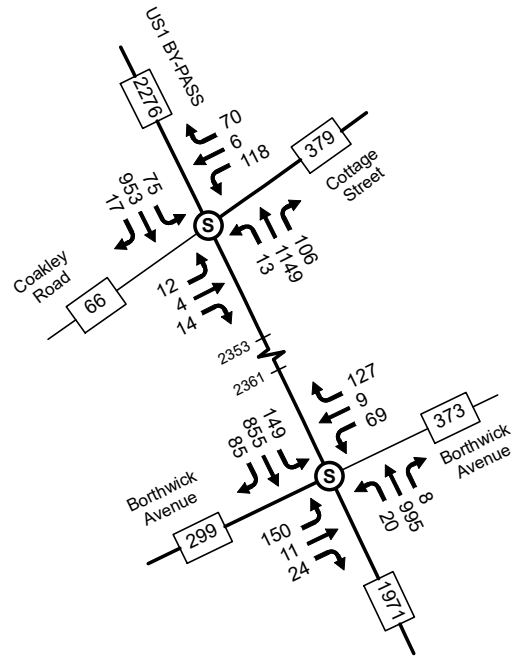 US1 BY-PASS
2276
70
6
118
379
Cottage
Street
75
953
17
S
Coakley
Road
66
12
4
14
13
1149
106
2353
2361
127
9
69
373
Borthwick
Avenue
149
855
85
S
Borthwick
Avenue
299
150
11
24
20
995
8
1971